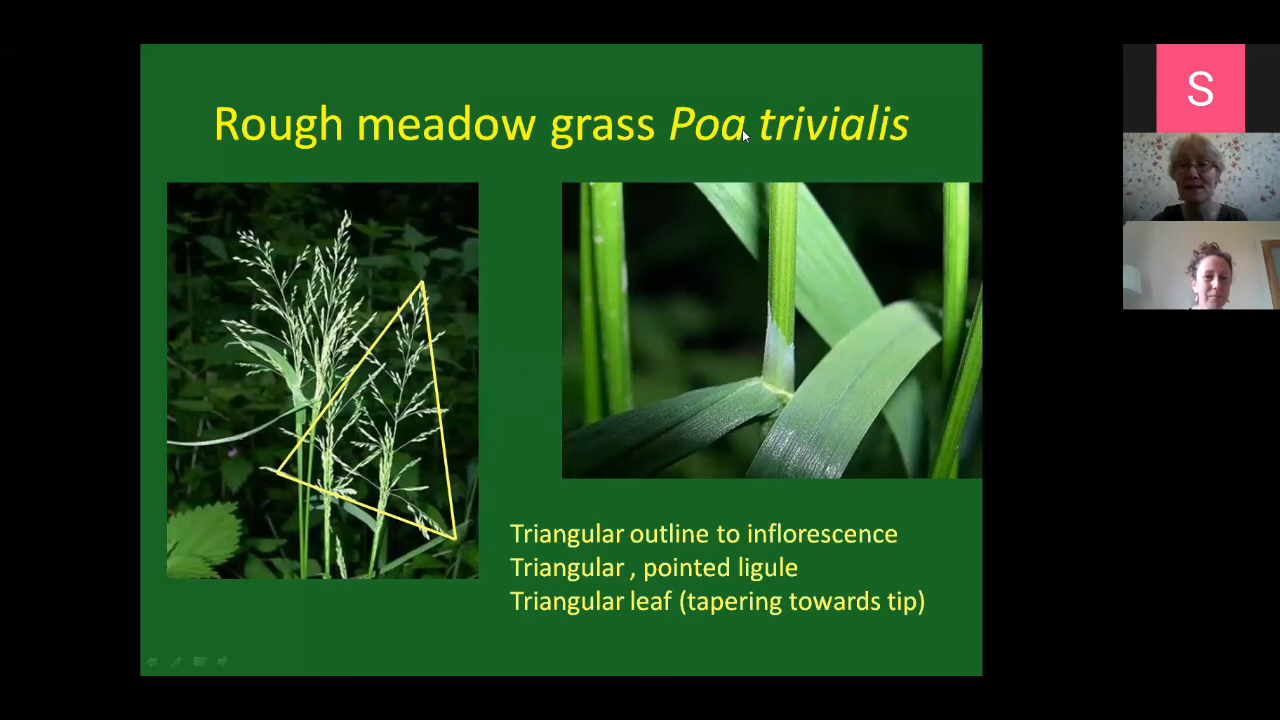 Rough meadow grass Poa trivialis
Triangular outline to inflorescence
Triangular , pointed ligule
Triangular leaf (tapering towards tip)
S